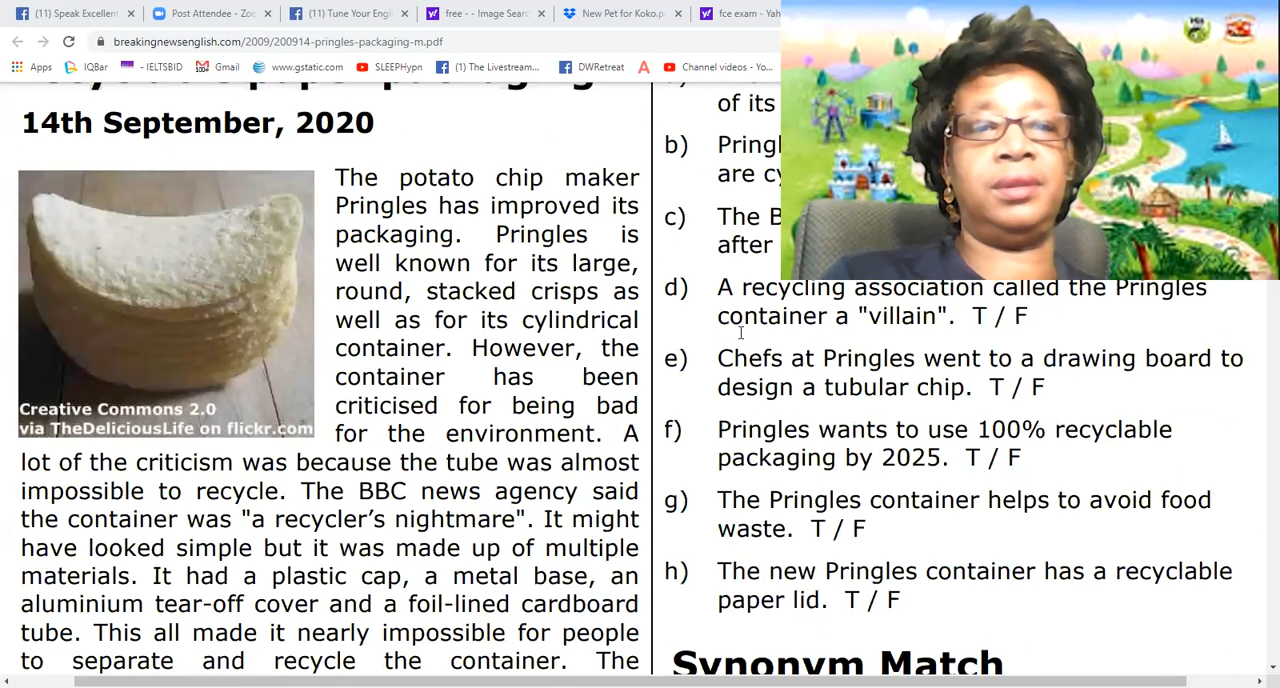 (11) Speak Excellent
Post Attendee - Zoo
(11) Tune Your Engl
free - - Image Searc
New Pet for Koko.p
fce exam - Yah
breakingnewsenglish.com/2009/200914-pringles-packaging-m.pdf
Apps
IQBar
- IELTSBID
Gmail
www.gstatic.com
SLEEPHypn
(1) The Livestream...
DWRetreat
Channel videos - Yo...
14th September, 2020
The potato chip maker
Pringles has improved its
packaging. Pringles is
well known for its large,
round, stacked crisps as
well as for its cylindrical
container. However, the
container has been
criticised for being bad
for the environment. A
Creative Commons 2.0
via TheDeliciousLife on flickr.com
lot of the criticism was because the tube was almost
impossible to recycle. The BBC news agency said
the container was "a recycler’s nightmare". It might
have looked simple but it was made up of multiple
materials. It had a plastic cap, a metal base, an
aluminium tear-off cover and a foil-lined cardboard
tube. This all made it nearly impossible for people
to separate and recycle the container. The
of its
b) Pringl
are cy
c) The B
after
d) A recycling association called the Pringles
container a "villain". T / F
e) Chefs at Pringles went to a drawing board to
design a tubular chip. T / F
f) Pringles wants to use 100% recyclable
packaging by 2025. T / F
g) The Pringles container helps to avoid food
waste. T / F
h) The new Pringles container has a recyclable
paper lid. T / F
Synonym Match